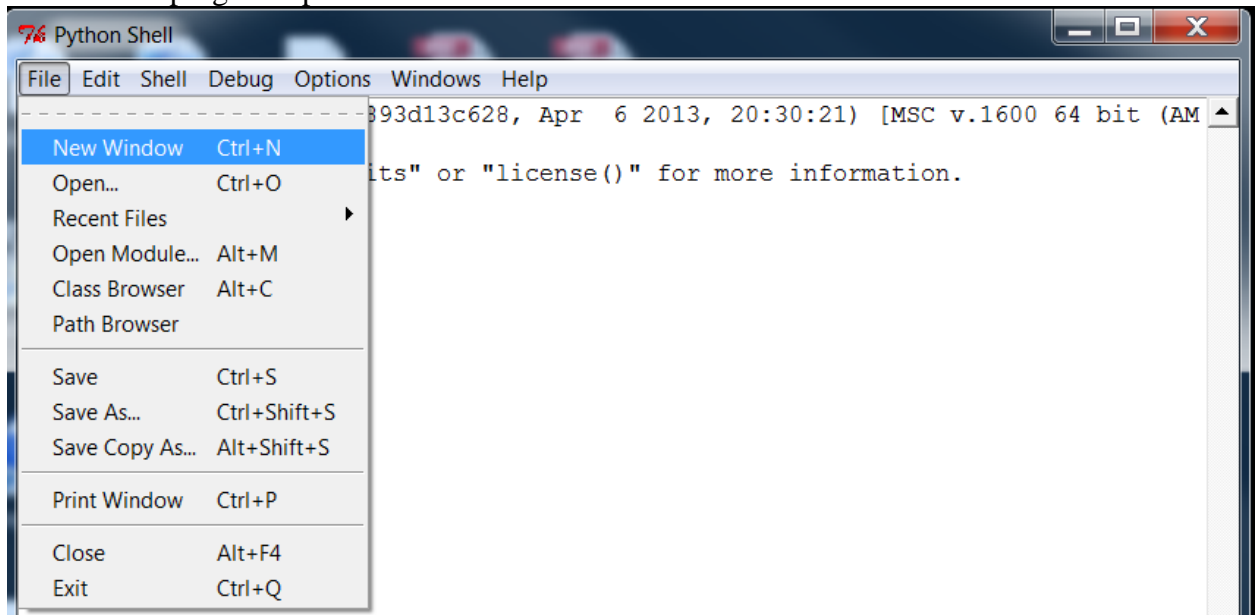 Python Shell
File Edit Shell Debug Options Windows Help
893d13c628, Apr  6 2013, 20:30:21) [MSC v.1600 64 bit (AM
New Window Ctrl+N
its" or "license()" for more information.
Open... Ctrl+O
Recent Files
Open Module... Alt+M
Class Browser Alt+C
Path Browser
Save Ctrl+S
Save As... Ctrl+Shift+S
Save Copy As... Alt+Shift+S
Print Window Ctrl+P
Close Alt+F4
Exit Ctrl+Q